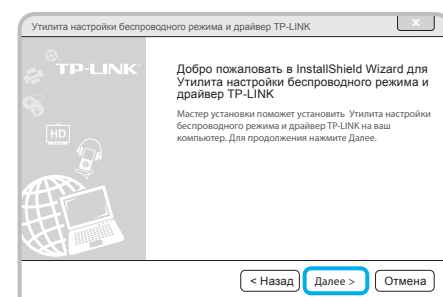 Утилита настройки беспроводного режима и драйвер TP-LINK
X
TP-LINK
HD
Добро пожаловать в InstallShield Wizard для
Утилита настройки беспроводного режима и
драйвер TP-LINK
Мастер установки поможет установить Утилита настройки
беспроводного режима и драйвер TP-LINK на ваш
компьютер. Для продолжения нажмите Далее.
< Назад
Далее >
Отмена